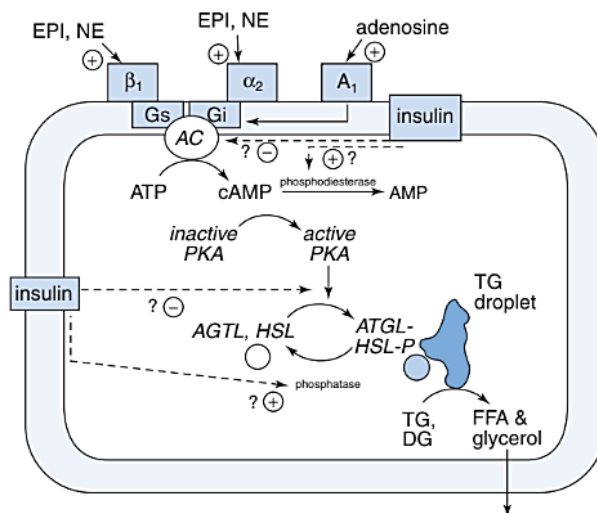 EPI, NE
EPI, NE
adenosine
+
+
+
β1
α2
A1
Gs
Gi
insulin
AC
? −
+ ?
phosphodiesterase
ATP
cAMP
AMP
inactive
PKA
active
PKA
insulin
? −
TG
droplet
AGTL, HSL
ATGL-
HSL-P
phosphatase
? +
TG,
DG
FFA &
glycerol